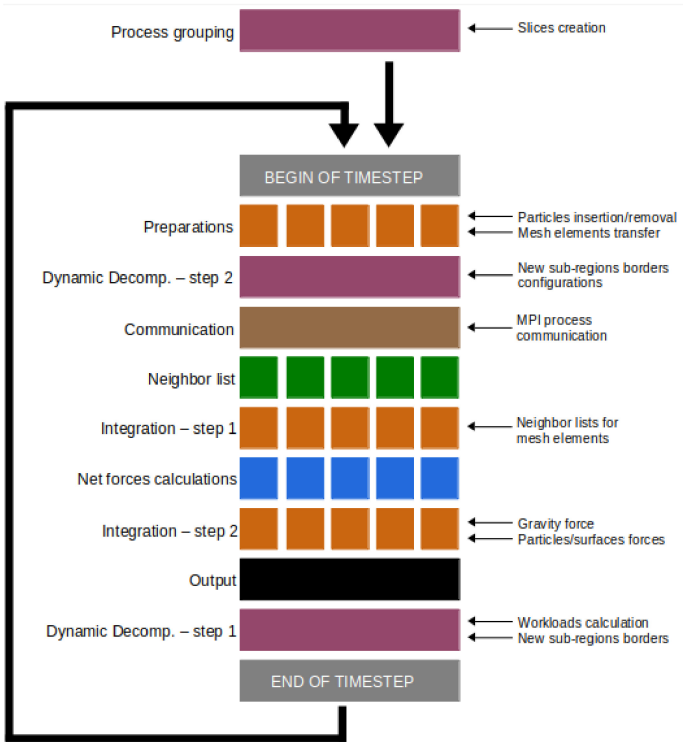 Process grouping
Slices creation
BEGIN OF TIMESTEP
Preparations
Particles insertion/removal
Mesh elements transfer
Dynamic Decomp. – step 2
New sub-regions borders
configurations
Communication
MPI process
communication
Neighbor list
Integration – step 1
Neighbor lists for
mesh elements
Net forces calculations
Integration – step 2
Gravity force
Particles/surfaces forces
Output
Dynamic Decomp. – step 1
Workloads calculation
New sub-regions borders
END OF TIMESTEP